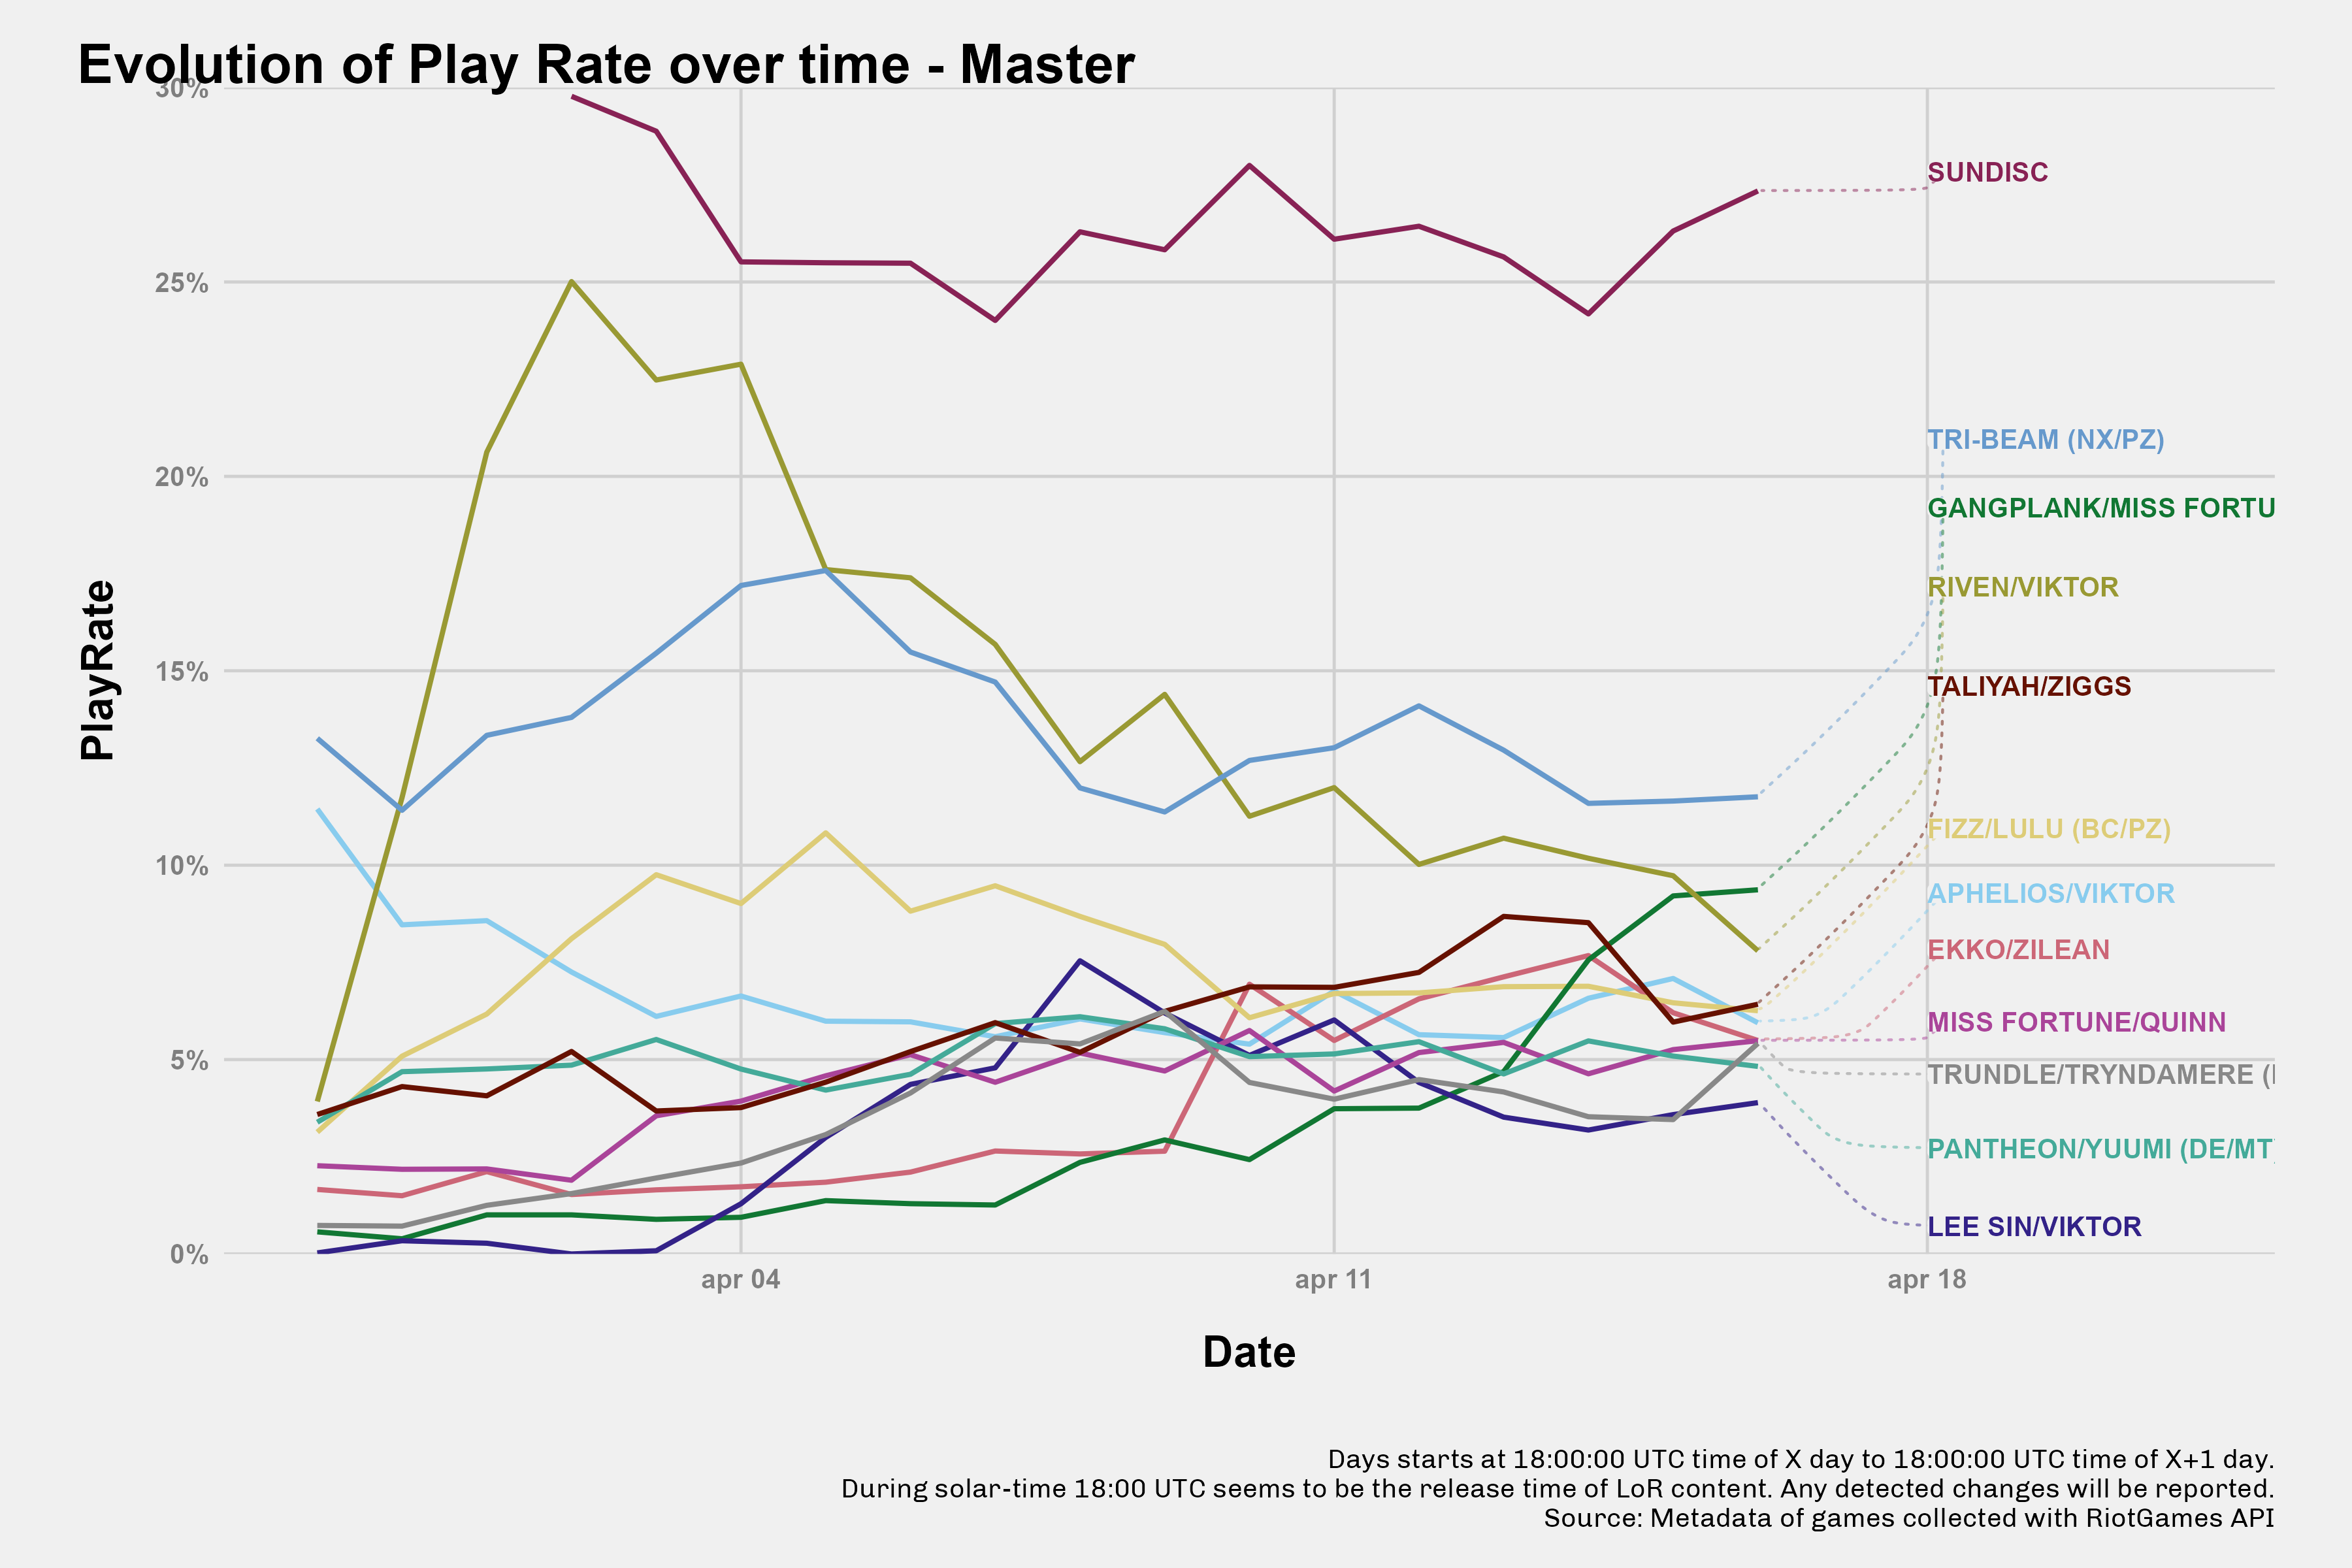 Evolution of Play Rate over time - Master
30%
25%
20%
15%
10%
5%
0%
PlayRate
SUNDISC
TRI-BEAM (NX/PZ)
GANGPLANK/MISS FORTU
RIVEN/VIKTOR
TALIYAH/ZIGGS
FIZZ/LULU (BC/PZ)
APHELIOS/VIKTOR
EKKO/ZILEAN
MISS FORTUNE/QUINN
TRUNDLE/TRYNDAMERE (
PANTHEON/YUUMI (DE/MT)
LEE SIN/VIKTOR
apr 04
apr 11
apr 18
Date
Days starts at 18:00:00 UTC time of X day to 18:00:00 UTC time of X+1 day.
During solar-time 18:00 UTC seems to be the release time of LoR content. Any detected changes will be reported.
Source: Metadata of games collected with RiotGames API